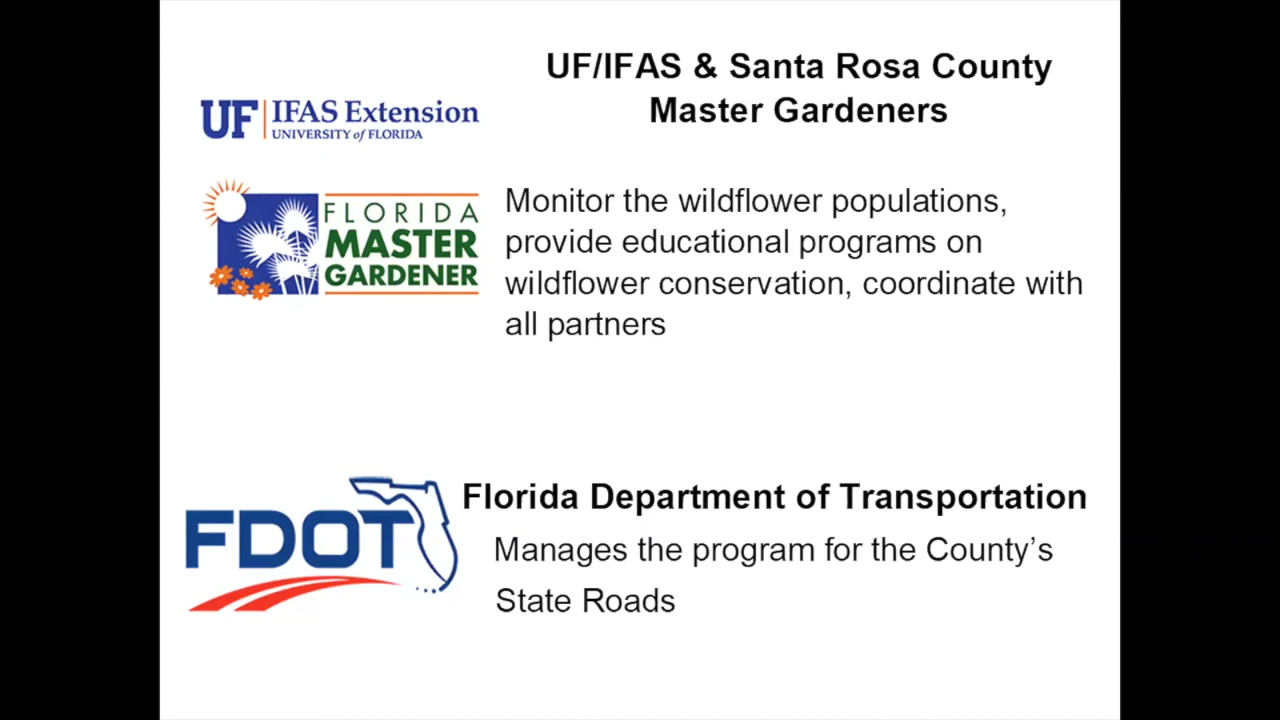 UF/IFAS & Santa Rosa County
Master Gardeners
UF IFAS Extension
UNIVERSITY of FLORIDA
FLORIDA
MASTER
GARDENER
Monitor the wildflower populations,
provide educational programs on
wildflower conservation, coordinate with
all partners
FDOT
Florida Department of Transportation
Manages the program for the County’s
State Roads